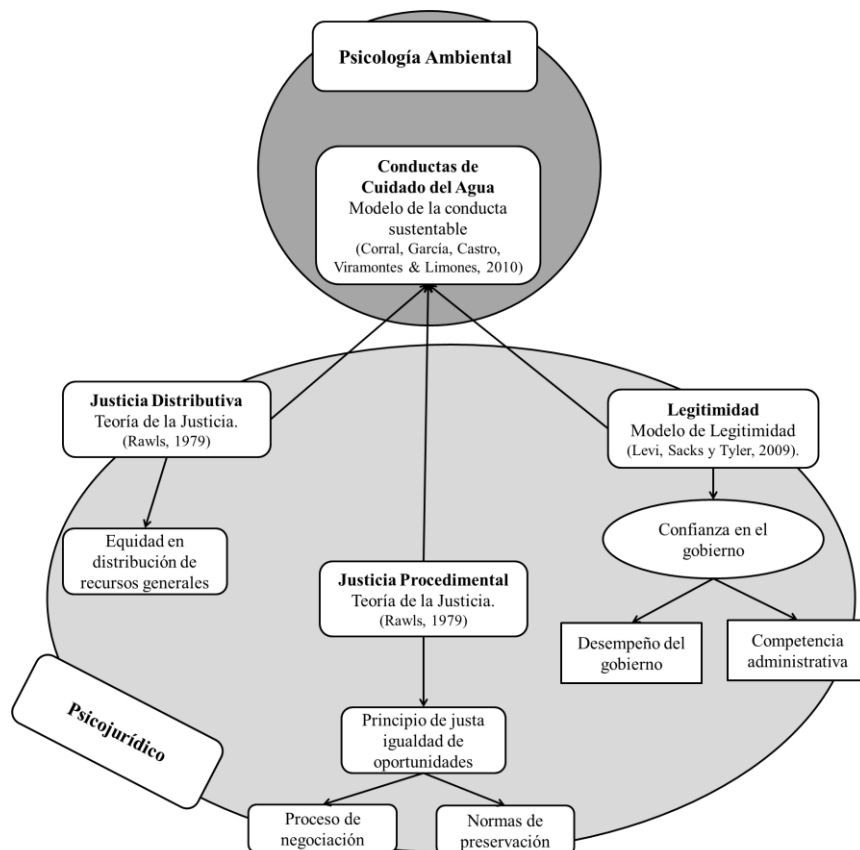 Psicología Ambiental
Conductas de
Cuidado del Agua
Modelo de la conducta
sustentable
(Corral, García, Castro,
Viramontes & Limones, 2010)
Justicia Distributiva
Teoría de la Justicia.
(Rawls, 1979)
Legitimidad
Modelo de Legitimidad
(Levi, Sacks y Tyler, 2009).
Equidad en
distribución de
recursos generales
Confianza en el
gobierno
Justicia Procedimental
Teoría de la Justicia.
(Rawls, 1979)
Desempeño del
gobierno
Competencia
administrativa
Psicojurídico
Principio de justa
igualdad de
oportunidades
Proceso de
negociación
Normas de
preservación